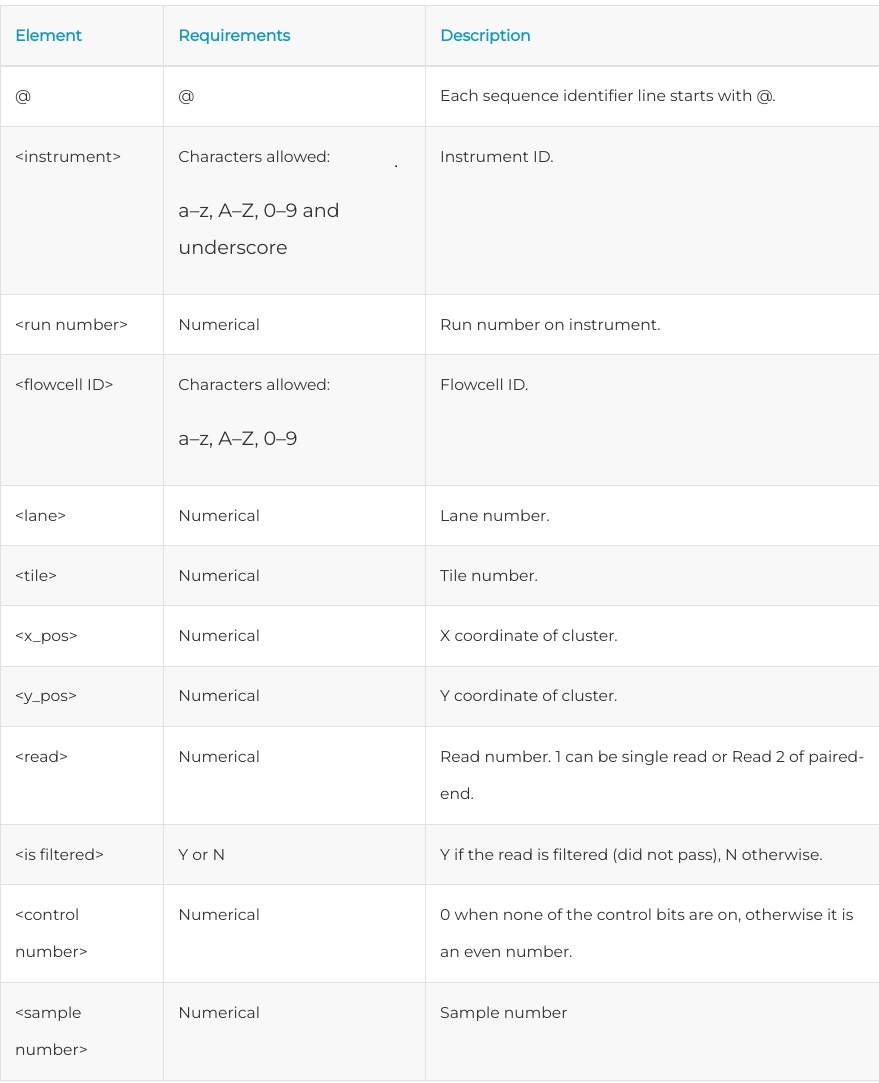 Element Requirements Description
@ @ Each sequence identifier line starts with @.
<instrument> Characters allowed: . Instrument ID.
a–z, A–Z, 0–9 and
underscore
<run number> Numerical Run number on instrument.
<flowcell ID> Characters allowed: Flowcell ID.
a–z, A–Z, 0–9
<lane> Numerical Lane number.
<tile> Numerical Tile number.
<x_pos> Numerical X coordinate of cluster.
<y_pos> Numerical Y coordinate of cluster.
<read> Numerical Read number. 1 can be single read or Read 2 of paired-
end.
<is filtered> Y or N Y if the read is filtered (did not pass), N otherwise.
<control Numerical 0 when none of the control bits are on, otherwise it is
number> an even number.
<sample Numerical Sample number
number>